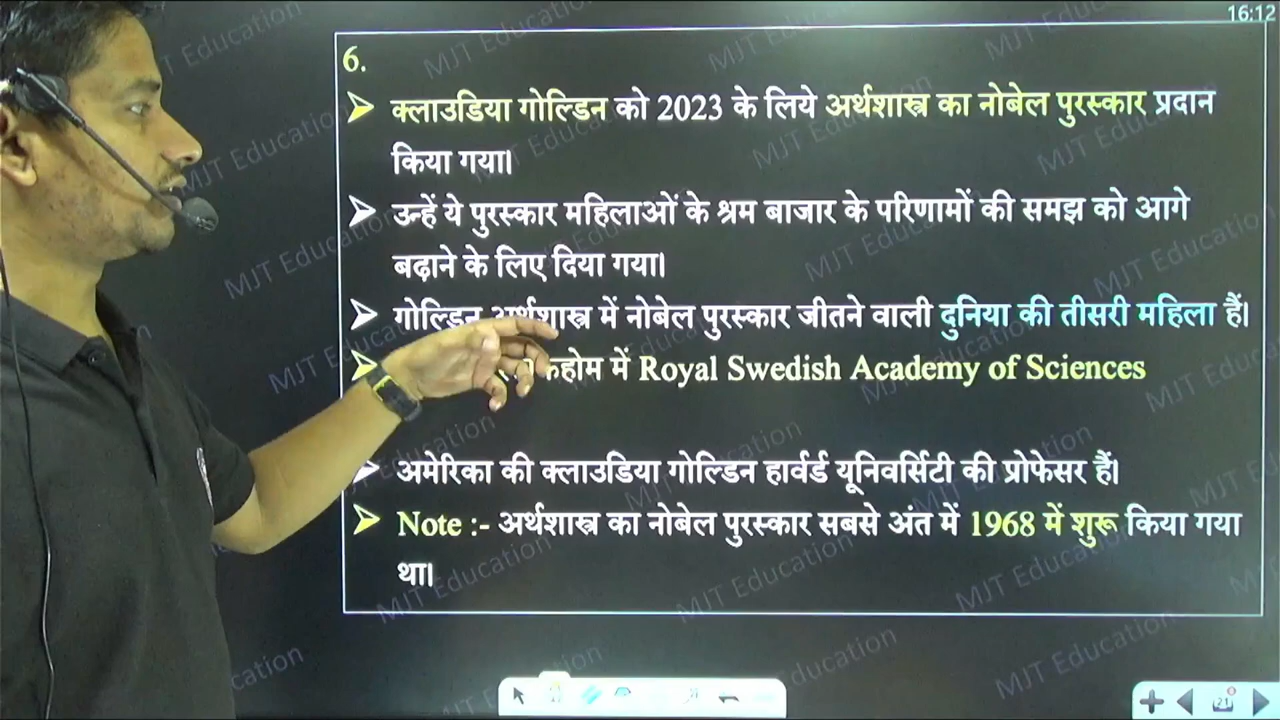 16:12
6.
➤ क्लाउडिया गोल्डिन को 2023 के लिये अर्थशास्त्र का नोबेल पुरस्कार प्रदान
किया गया।
➤ उन्हें ये पुरस्कार महिलाओं के श्रम बाजार के परिणामों की समझ को आगे
बढ़ाने के लिए दिया गया।
➤ गोल्डिन अर्थशास्त्र में नोबेल पुरस्कार जीतने वाली दुनिया की तीसरी महिला हैं।
में Royal Swedish Academy of Sciences
➤ अमेरिका की क्लाउडिया गोल्डिन हार्वर्ड यूनिवर्सिटी की प्रोफेसर हैं।
➤ Note :- अर्थशास्त्र का नोबेल पुरस्कार सबसे अंत में 1968 में शुरू किया गया
था।
MJT Education